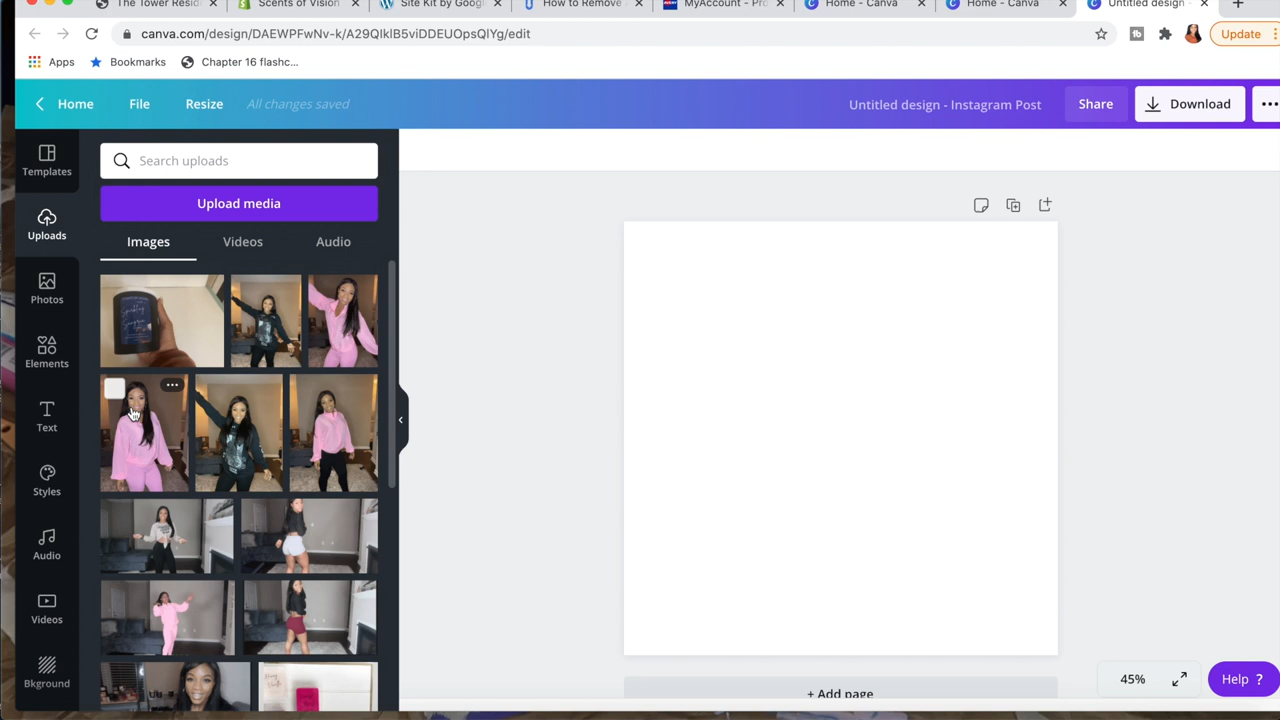 The Tower Resid
Scents of Vision
Site Kit by Googl
How to Remove
MyAccount - Pro
Home - Canva
Home - Canva
Untitled design -
canva.com/design/DAEWPFwNv-k/A29QIkIB5viDDEUOpsQlYg/edit
Update
Apps
Bookmarks
Chapter 16 flashc...
Home
File
Resize
All changes saved
Untitled design - Instagram Post
Share
Download
Templates
Uploads
Photos
Elements
Text
Styles
Audio
Videos
Bkground
Search uploads
Upload media
Images
Videos
Audio
+ Add page
45%
Help ?